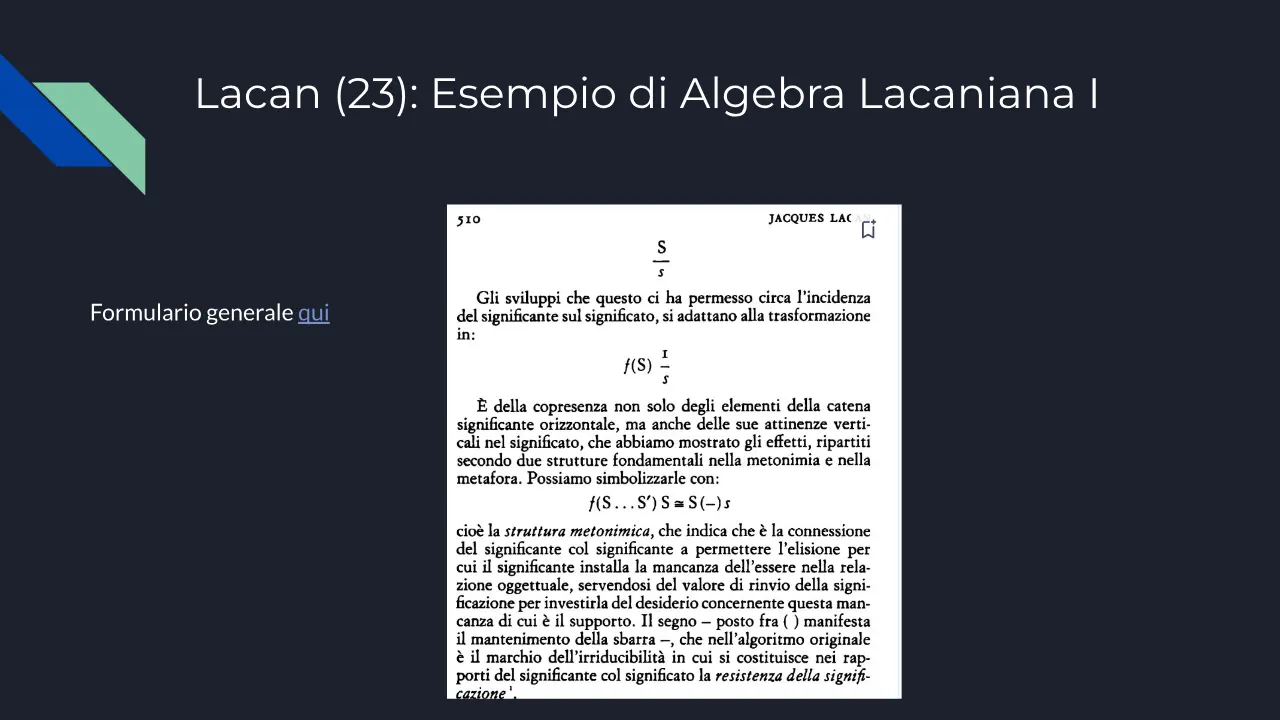 Lacan (23): Esempio di Algebra Lacaniana I
Formulario generale qui
510 JACQUES LAC
S
s
Gli sviluppi che questo ci ha permesso circa l'incidenza
del significante sul significato, si adattano alla trasformazione
in:
f(S) 1
s
È della copresenza non solo degli elementi della catena
significante orizzontale, ma anche delle sue attinenze verti-
cali nel significato, che abbiamo mostrato gli effetti, ripartiti
secondo due strutture fondamentali nella metonimia e nella
metafora. Possiamo simbolizzarle con:
f(S...S′) S ≅ S (–) s
cioè la struttura metonimica, che indica che è la connessione
del significante col significante a permettere l'elisione per
cui il significante installa la mancanza dell'essere nella rela-
zione oggettuale, servendosi del valore di rinvio della signi-
ficazione per investirla del desiderio concernente questa man-
canza di cui è il supporto. Il segno – posto fra ( ) manifesta
il mantenimento della sbarra –, che nell'algoritmo originale
è il marchio dell'irriducibilità in cui si costituisce nei rap-
porti del significante col significato la resistenza della signifi-
cazione¹.